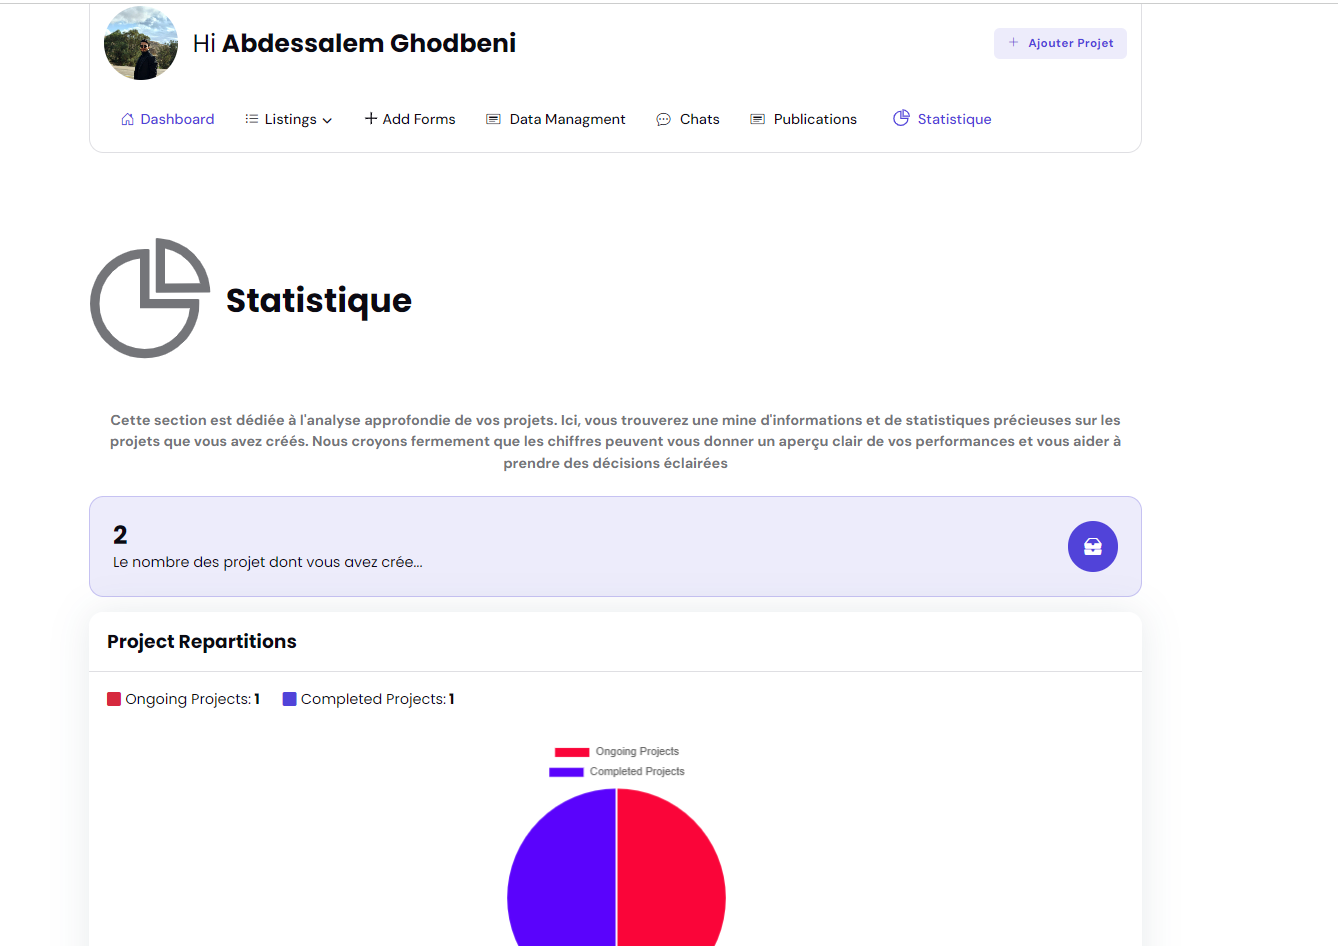 Hi Abdessalem Ghodbeni
Ajouter Projet
Dashboard
Listings
Add Forms
Data Managment
Chats
Publications
Statistique
Statistique
Cette section est dédiée à l'analyse approfondie de vos projets. Ici, vous trouverez une mine d'informations et de statistiques précieuses sur les
projets que vous avez créés. Nous croyons fermement que les chiffres peuvent vous donner un aperçu clair de vos performances et vous aider à
prendre des décisions éclairées
2
Le nombre des projet dont vous avez crée...
Project Repartitions
Ongoing Projects: 1
Completed Projects: 1
Ongoing Projects
Completed Projects